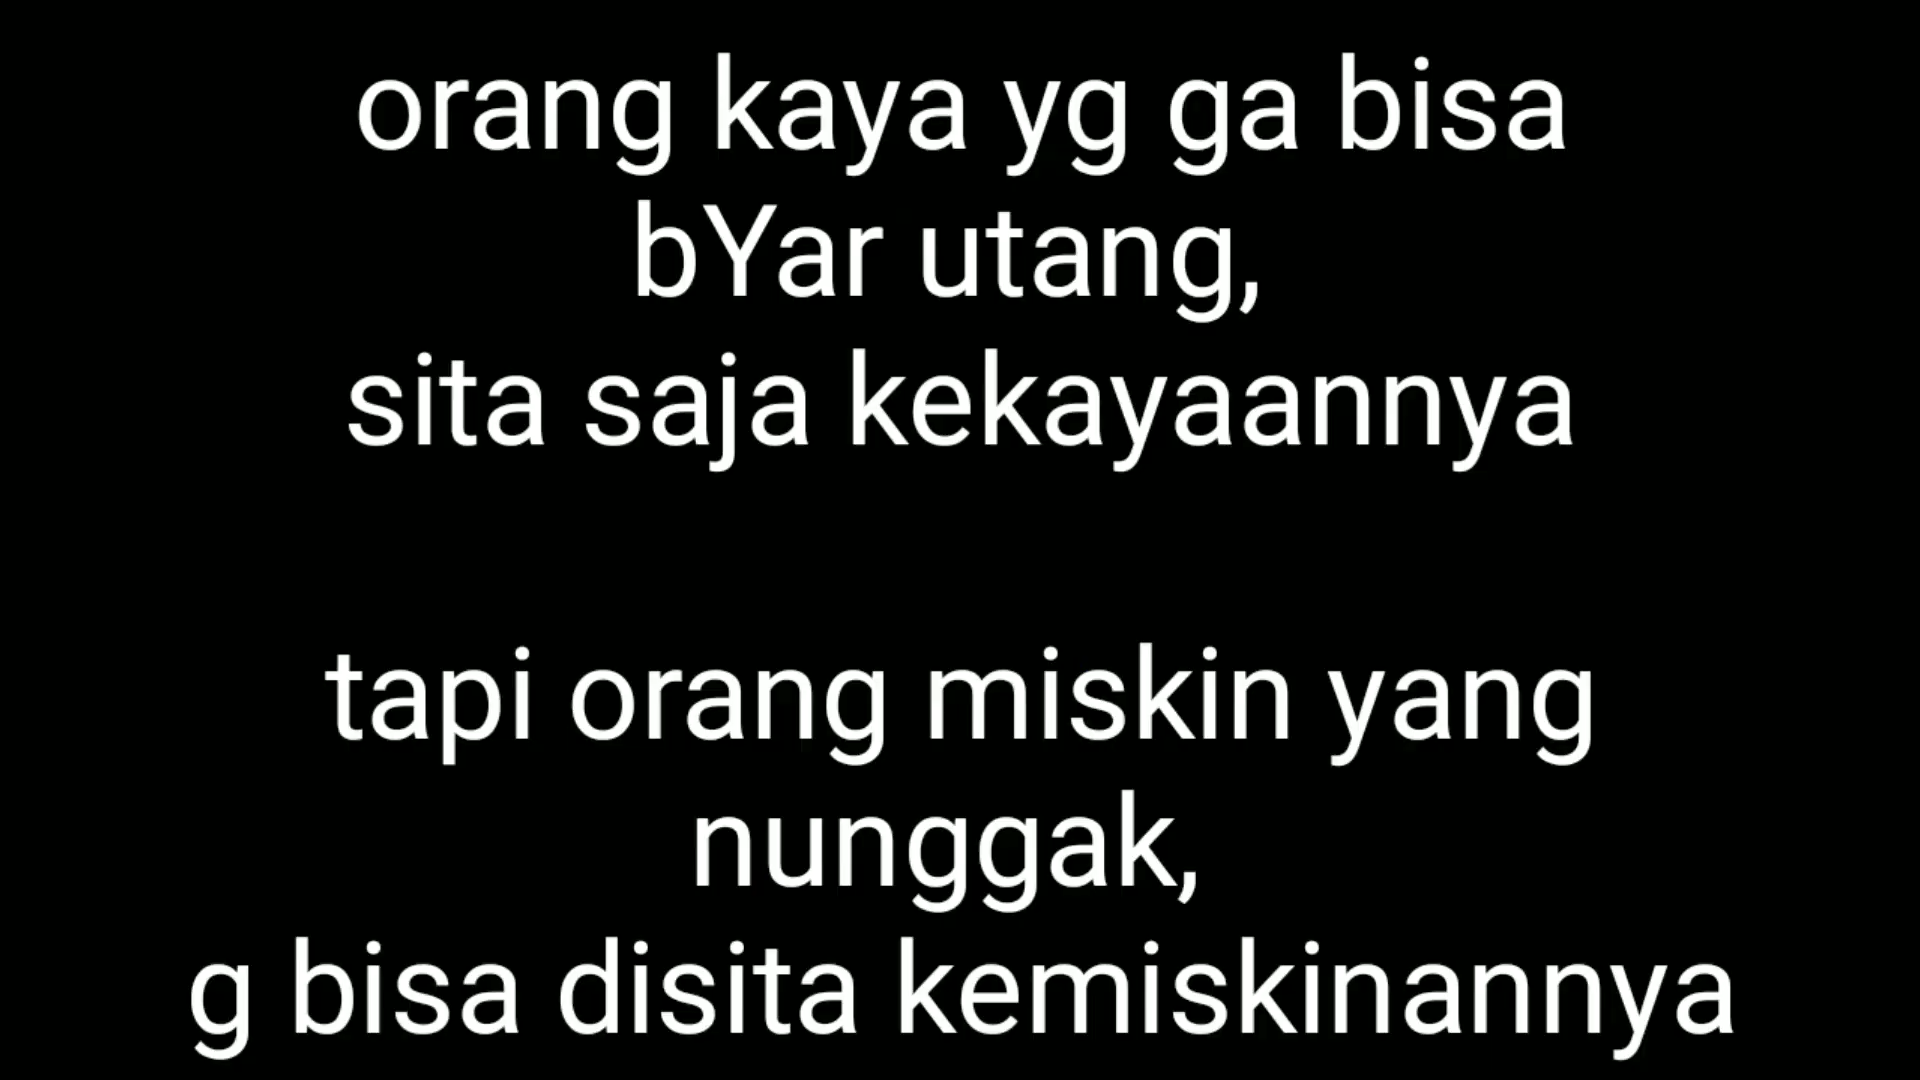 orang kaya yg ga bisa
bYar utang,
sita saja kekayaannya
tapi orang miskin yang
nunggak,
g bisa disita kemiskinannya